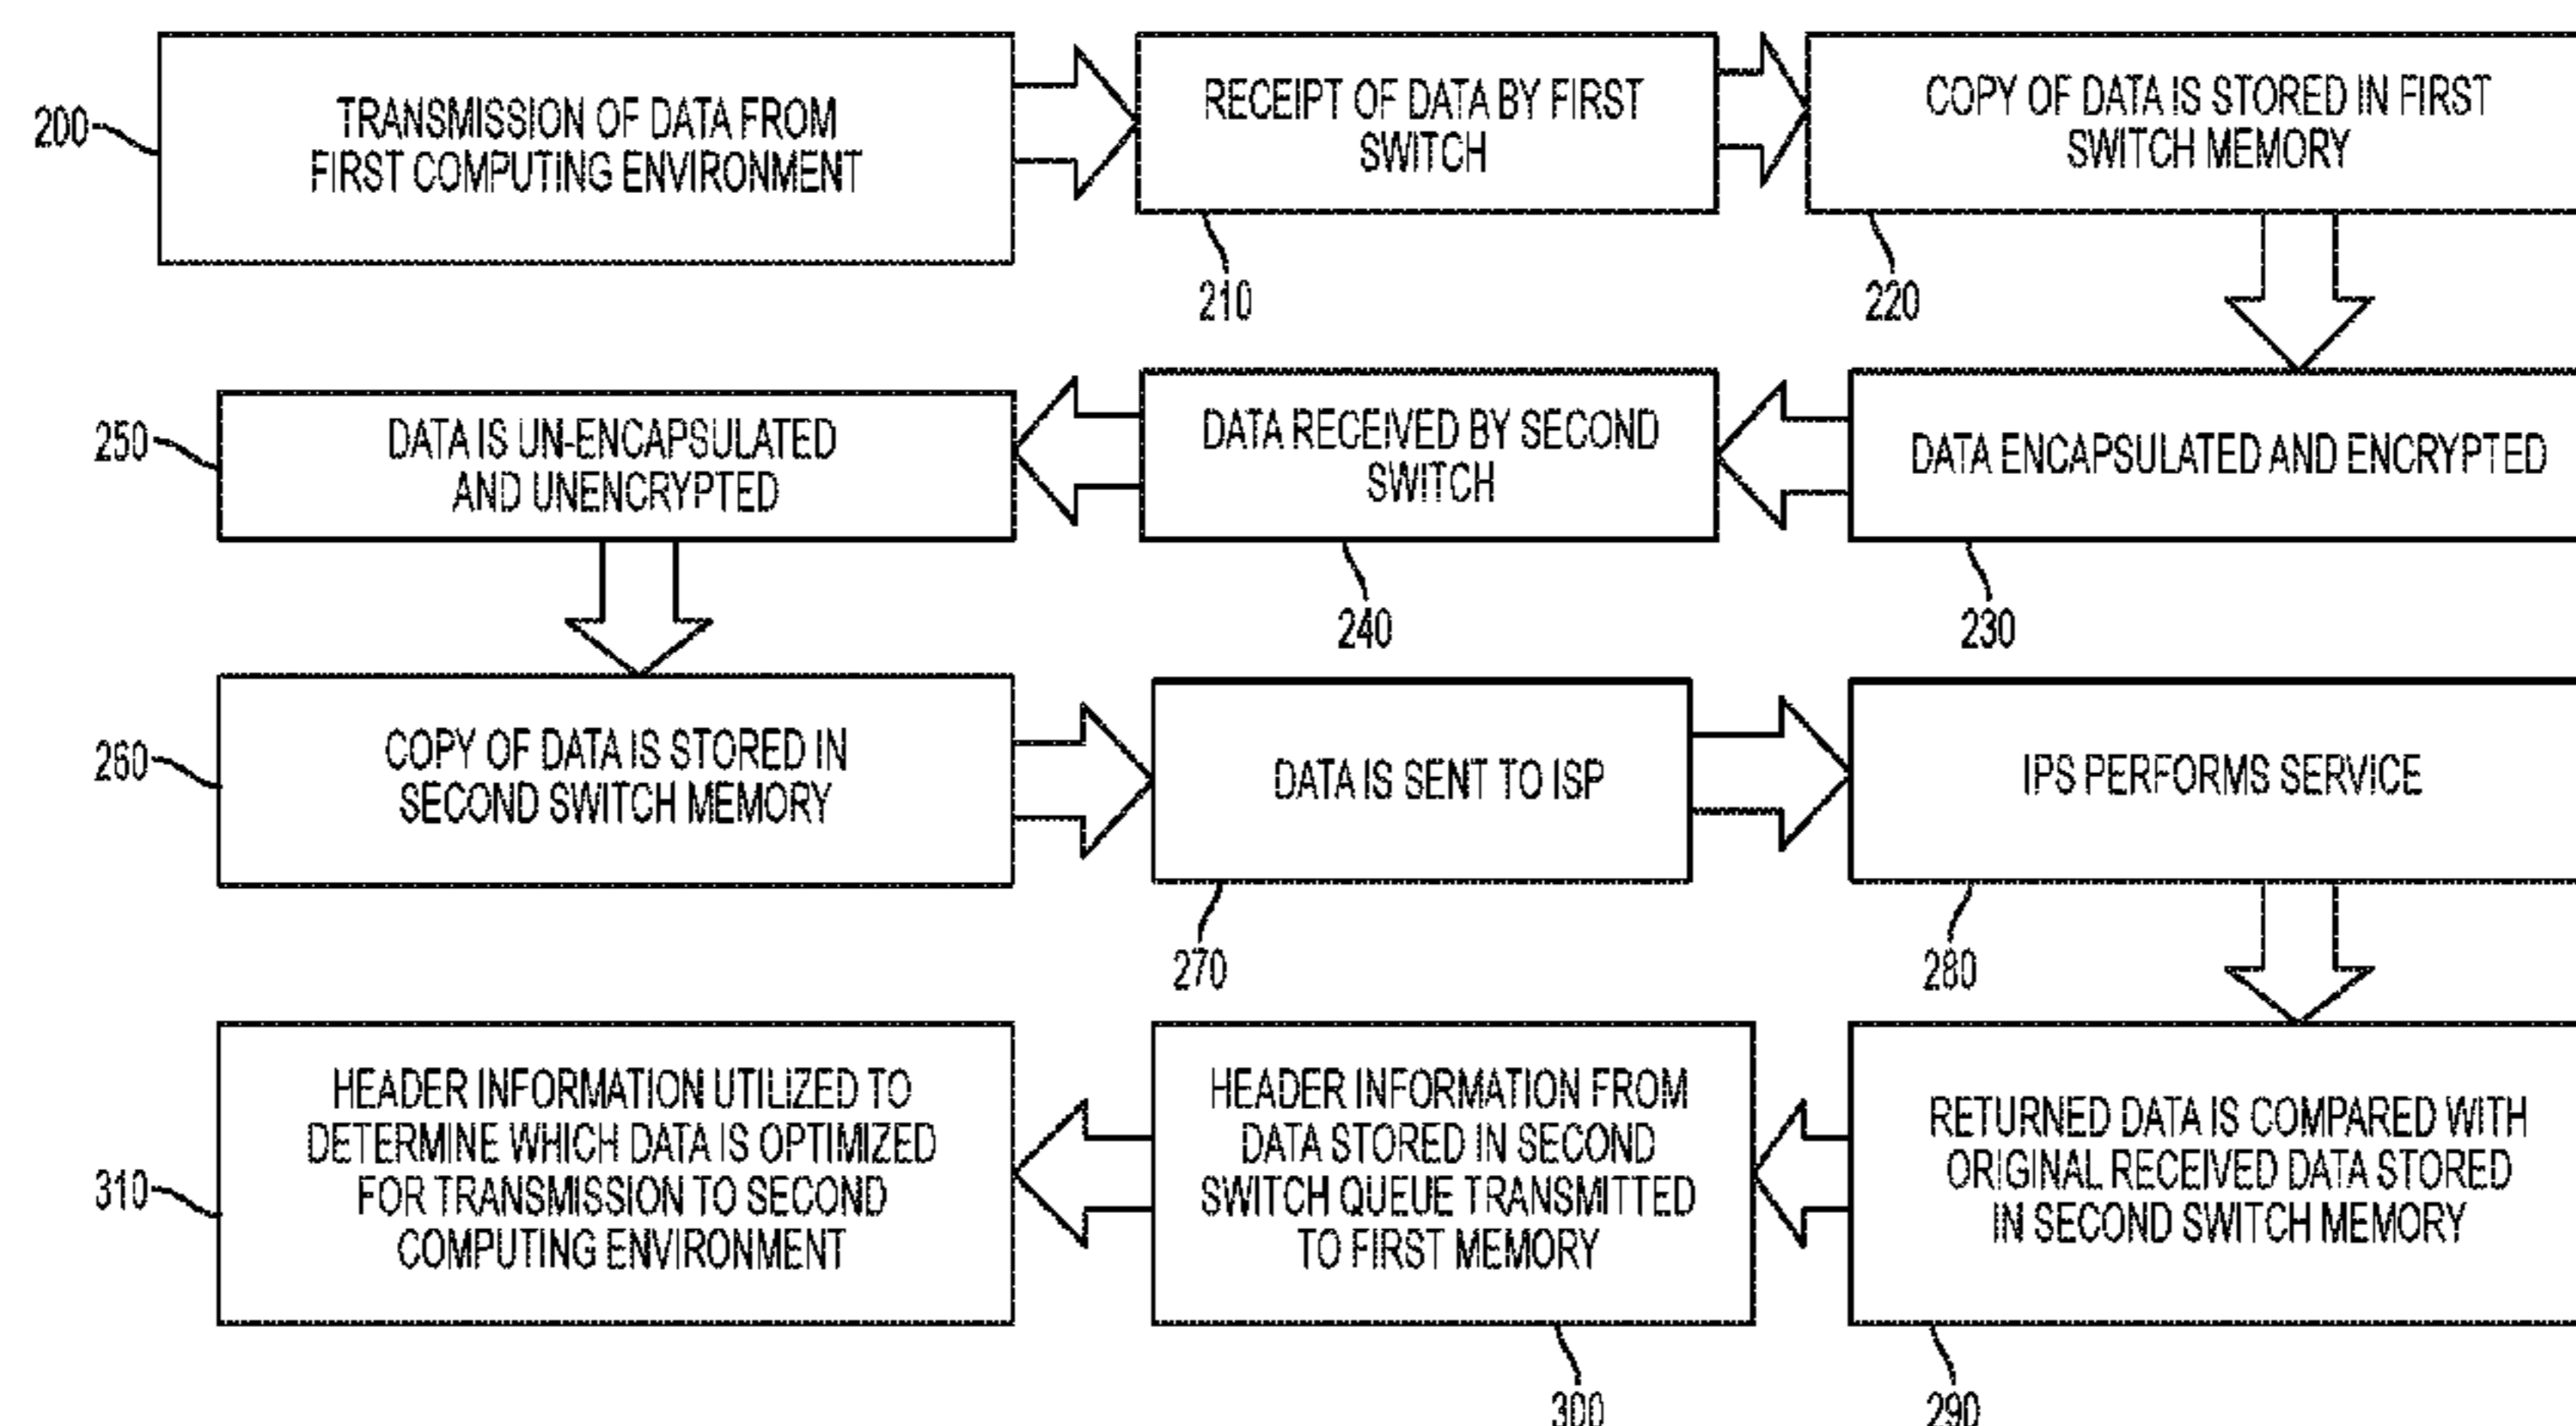 200
TRANSMISSION OF DATA FROM
FIRST COMPUTING ENVIRONMENT
RECEIPT OF DATA BY FIRST
SWITCH
210
COPY OF DATA IS STORED IN FIRST
SWITCH MEMORY
220
DATA ENCAPSULATED AND ENCRYPTED
230
DATA RECEIVED BY SECOND
SWITCH
240
250
DATA IS UN-ENCAPSULATED
AND UNENCRYPTED
260
COPY OF DATA IS STORED IN
SECOND SWITCH MEMORY
DATA IS SENT TO ISP
270
IPS PERFORMS SERVICE
280
RETURNED DATA IS COMPARED WITH
ORIGINAL RECEIVED DATA STORED
IN SECOND SWITCH MEMORY
290
HEADER INFORMATION FROM
DATA STORED IN SECOND
SWITCH QUEUE TRANSMITTED
TO FIRST MEMORY
300
310
HEADER INFORMATION UTILIZED TO
DETERMINE WHICH DATA IS OPTIMIZED
FOR TRANSMISSION TO SECOND
COMPUTING ENVIRONMENT